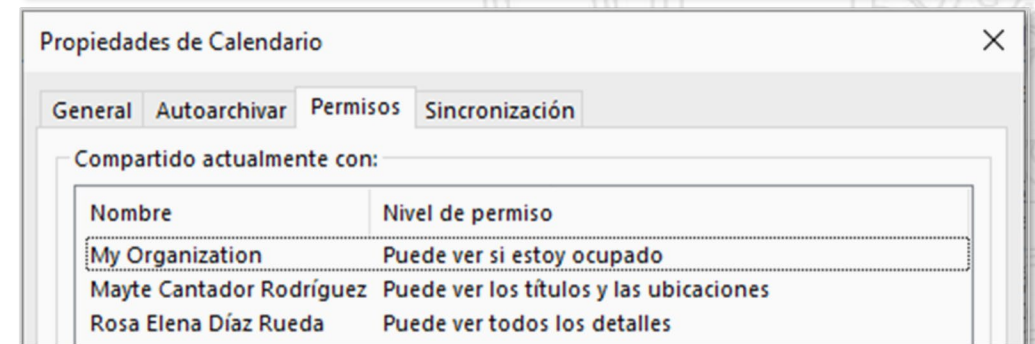 Propiedades de Calendario
General Autoarchivar Permisos Sincronización
Compartido actualmente con:
Nombre Nivel de permiso
My Organization Puede ver si estoy ocupado
Mayte Cantador Rodríguez Puede ver los títulos y las ubicaciones
Rosa Elena Díaz Rueda Puede ver todos los detalles